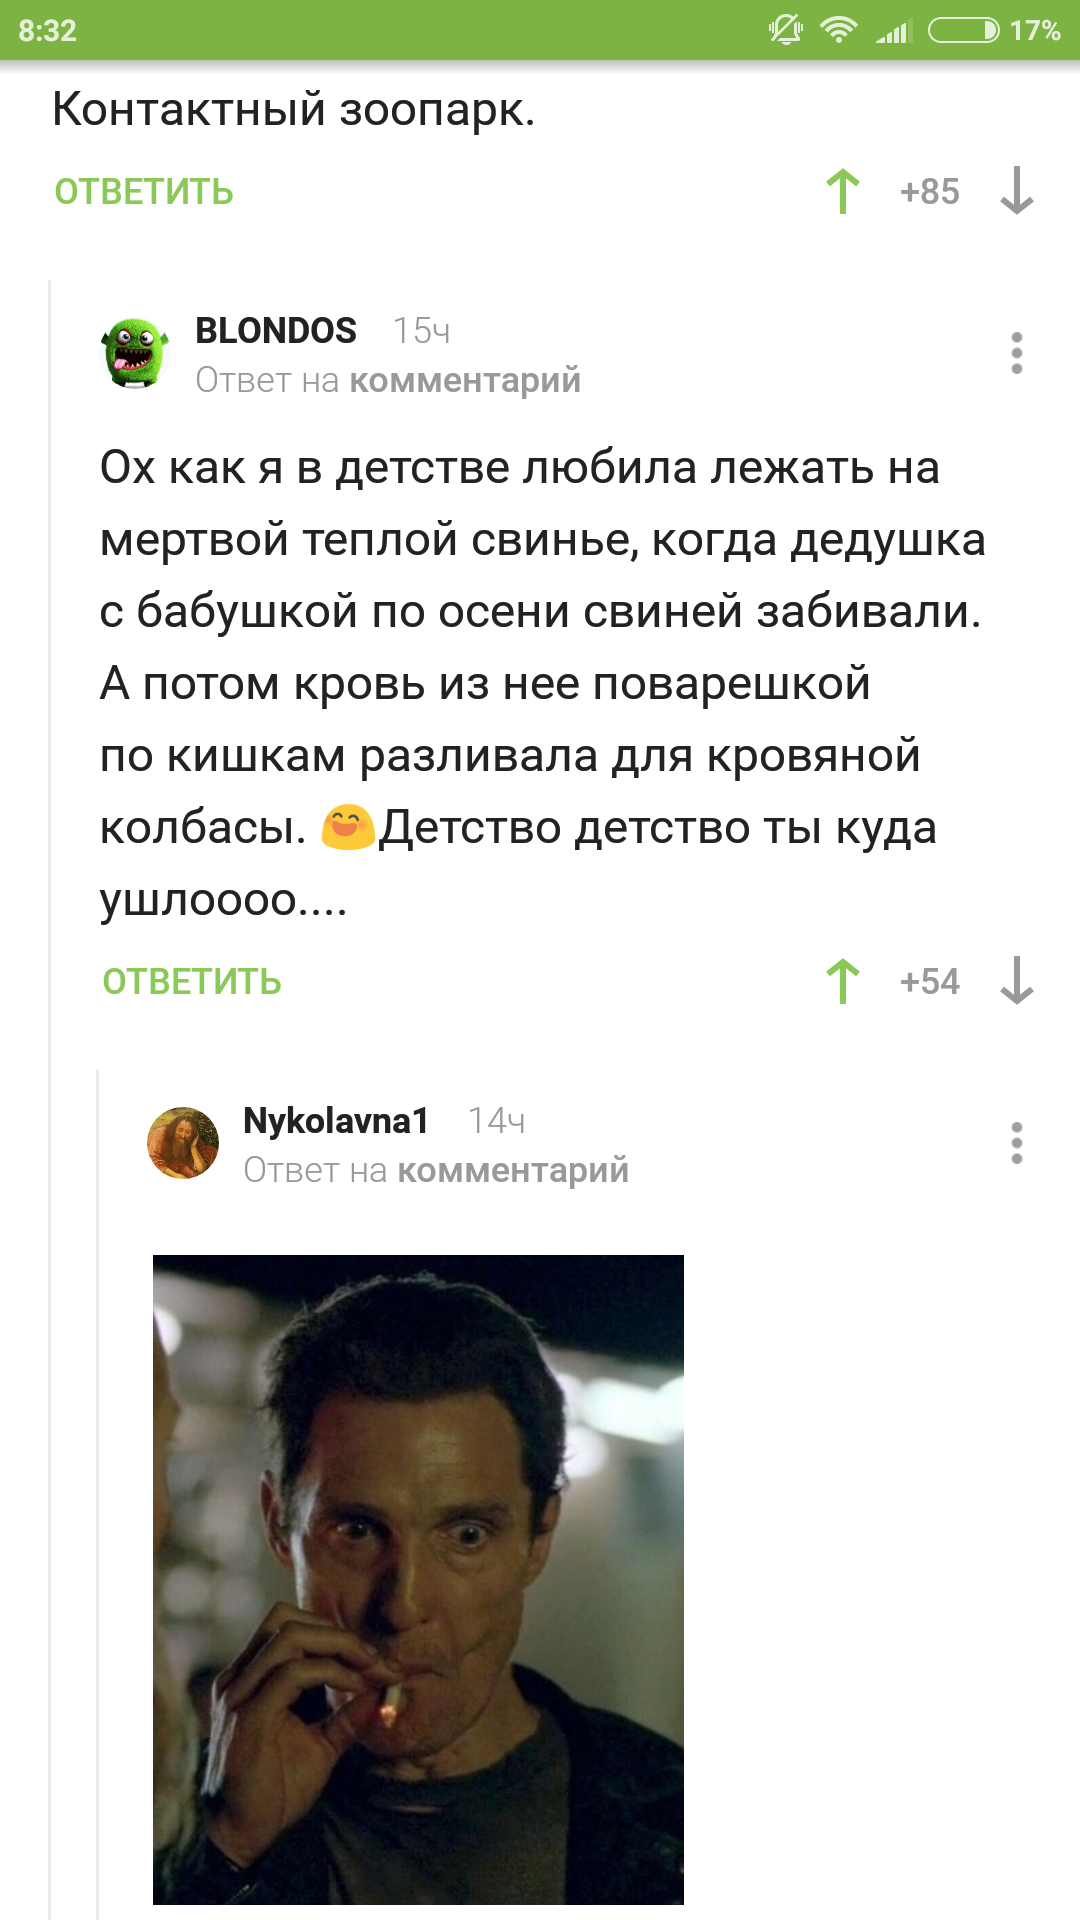 8:32 17%
Контактный зоопарк.
ОТВЕТИТЬ +85
BLONDOS 15ч
Ответ на комментарий
Ох как я в детстве любила лежать на
мертвой теплой свинье, когда дедушка
с бабушкой по осени свиней забивали.
А потом кровь из нее поварешкой
по кишкам разливала для кровяной
колбасы. 😄Детство детство ты куда
ушлоооо....
ОТВЕТИТЬ +54
Nykolavna1 14ч
Ответ на комментарий